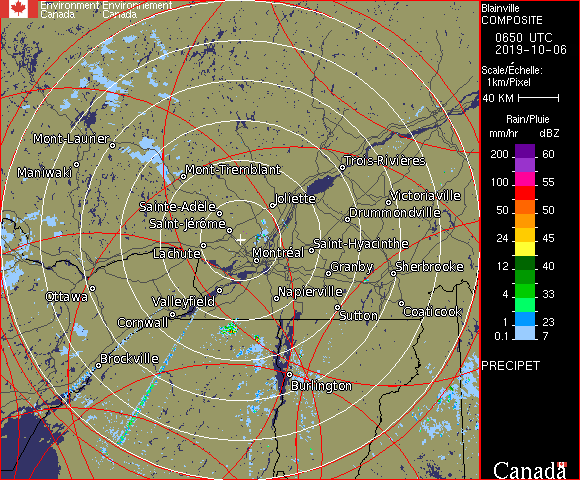 Environment Environnement
Canada Canada
Blainville
COMPOSITE
0650 UTC
2019-10-06
Scale/Échelle:
1km/Pixel
40 KM
Rain/Pluie
mm/hr dBZ
200 60
100 55
50 50
24 45
12 40
4 33
1 23
0.1 7
PRECIPET
Canada
Mont-Laurier
Maniwaki
Mont-Tremblant
Trois-Rivières
Joliette
Victoriaville
Sainte-Adèle
Drummondville
Saint-Jérôme
Saint-Hyacinthe
Lachute
Montréal
Granby
Sherbrooke
Ottawa
Valleyfield
Napierville
Cornwall
Sutton
Coaticook
Brockville
Burlington